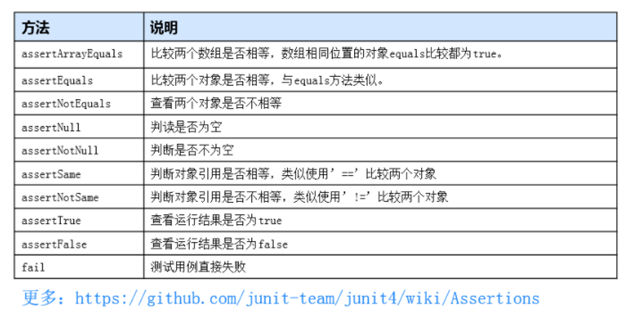 方法 说明
assertArrayEquals 比较两个数组是否相等，数组相同位置的对象equals比较都为true。
assertEquals 比较两个对象是否相等，与equals方法类似。
assertNotEquals 查看两个对象是否不相等
assertNull 判读是否为空
assertNotNull 判断是否不为空
assertSame 判断对象引用是否相等，类似使用’==’比较两个对象
assertNotSame 判断对象引用是否不相等，类似使用’!=’比较两个对象
assertTrue 查看运行结果是否为true
assertFalse 查看运行结果是否为false
fail 测试用例直接失败
更多：https://github.com/junit-team/junit4/wiki/Assertions